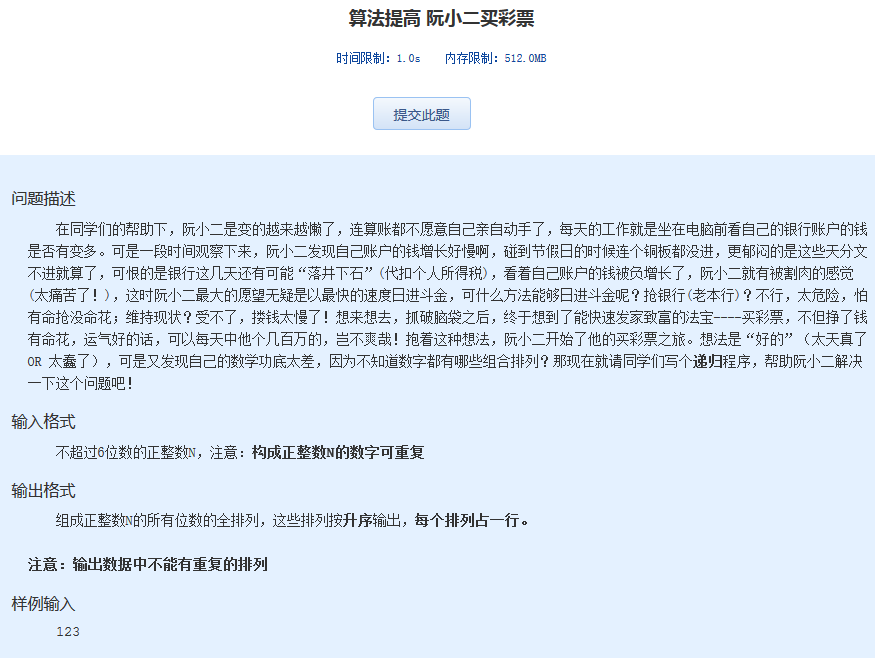 算法提高 阮小二买彩票
时间限制：1.0s 内存限制：512.0MB
提交此题
问题描述
在同学们的帮助下，阮小二是变的越来越懒了，连算账都不愿意自己亲自动手了，每天的工作就是坐在电脑前看自己的银行账户的钱
是否有变多。可是一段时间观察下来，阮小二发现自己账户的钱增长好慢啊，碰到节假日的时候连个铜板都没进，更郁闷的是这些天分文
不进就算了，可恨的是银行这几天还有可能“落井下石”(代扣个人所得税)，看着自己账户的钱被负增长了，阮小二就有被割肉的感觉
(太痛苦了！)，这时阮小二最大的愿望无疑是以最快的速度日进斗金，可什么方法能够日进斗金呢？抢银行(老本行)？不行，太危险，怕
有命抢没命花；维持现状？受不了，搂钱太慢了！想来想去，抓破脑袋之后，终于想到了能快速发家致富的法宝----买彩票，不但挣了钱
有命花，运气好的话，可以每天中他个几百万的，岂不爽哉！抱着这种想法，阮小二开始了他的买彩票之旅。想法是“好的”（太天真了
OR 太蠢了），可是又发现自己的数学功底太差，因为不知道数字都有哪些组合排列？那现在就请同学们写个递归程序，帮助阮小二解决
一下这个问题吧！
输入格式
不超过6位数的正整数N，注意：构成正整数N的数字可重复
输出格式
组成正整数N的所有位数的全排列，这些排列按升序输出，每个排列占一行。
注意：输出数据中不能有重复的排列
样例输入
123